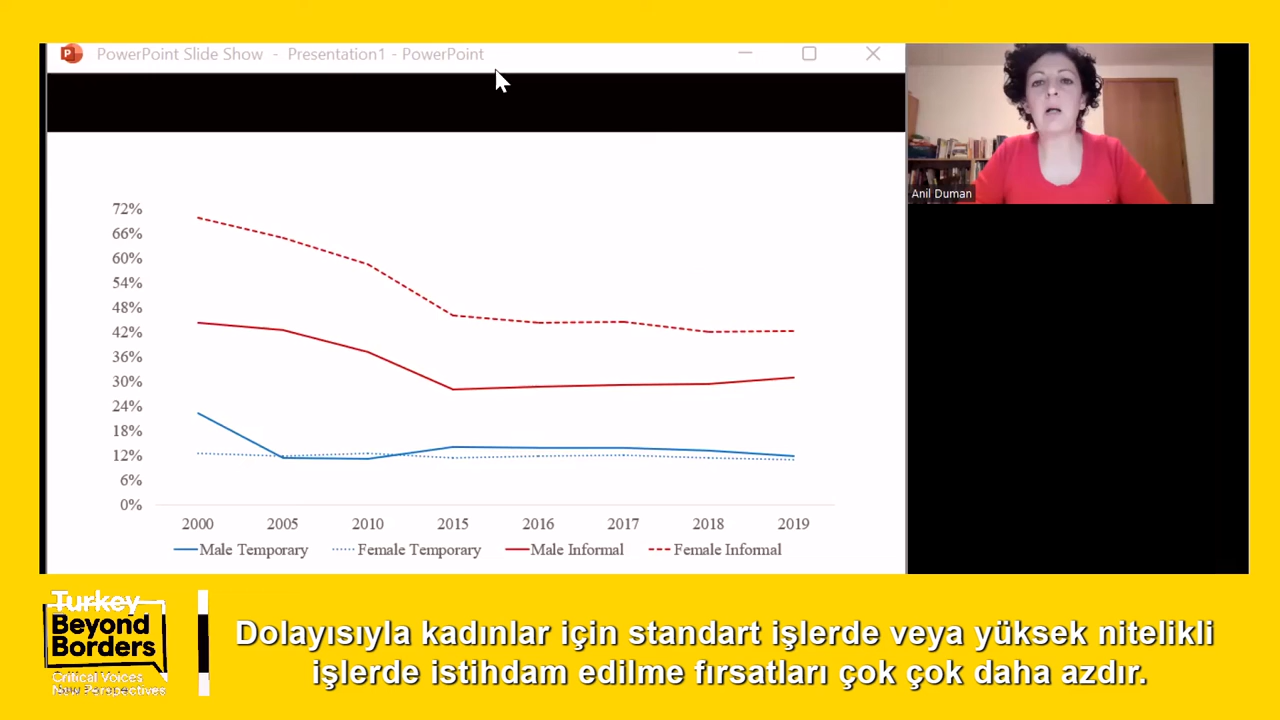 PowerPoint Slide Show - Presentation1 - PowerPoint
Anil Duman
72%
66%
60%
54%
48%
42%
36%
30%
24%
18%
12%
6%
0%
2000 2005 2010 2015 2016 2017 2018 2019
Male Temporary Female Temporary Male Informal Female Informal
Turkey
Beyond
Borders
Critical Voices
New Perspectives
Dolayısıyla kadınlar için standart işlerde veya yüksek nitelikli
işlerde istihdam edilme fırsatları çok çok daha azdır.